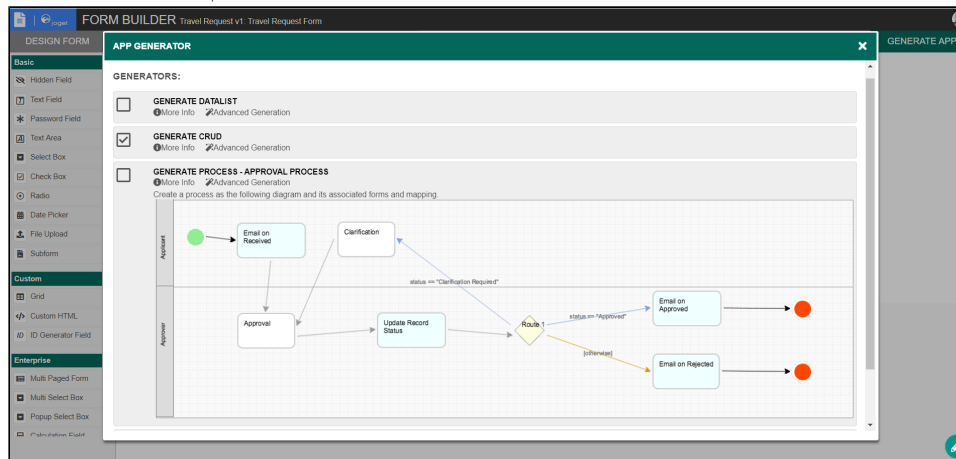 joget FORM BUILDER Travel Request v1: Travel Request Form
DESIGN FORM
GENERATE APP
APP GENERATOR
GENERATORS:
GENERATE DATALIST
More Info Advanced Generation
GENERATE CRUD
More Info Advanced Generation
GENERATE PROCESS - APPROVAL PROCESS
More Info Advanced Generation
Create a process as the following diagram and its associated forms and mapping.
Applicant
Email on
Received
Clarification
status == "Clarification Required"
Approver
Approval
Update Record
Status
Route 1
status == "Approved"
Email on
Approved
[otherwise]
Email on Rejected
Basic
Hidden Field
Text Field
Password Field
Text Area
Select Box
Check Box
Radio
Date Picker
File Upload
Subform
Custom
Grid
Custom HTML
ID Generator Field
Enterprise
Multi Paged Form
Multi Select Box
Popup Select Box
Calculation Field